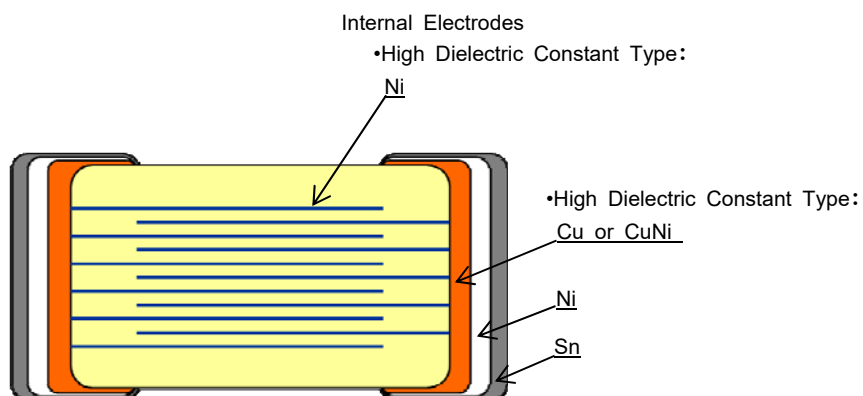 Internal Electrodes
•High Dielectric Constant Type：
Ni
•High Dielectric Constant Type：
Cu or CuNi
Ni
Sn